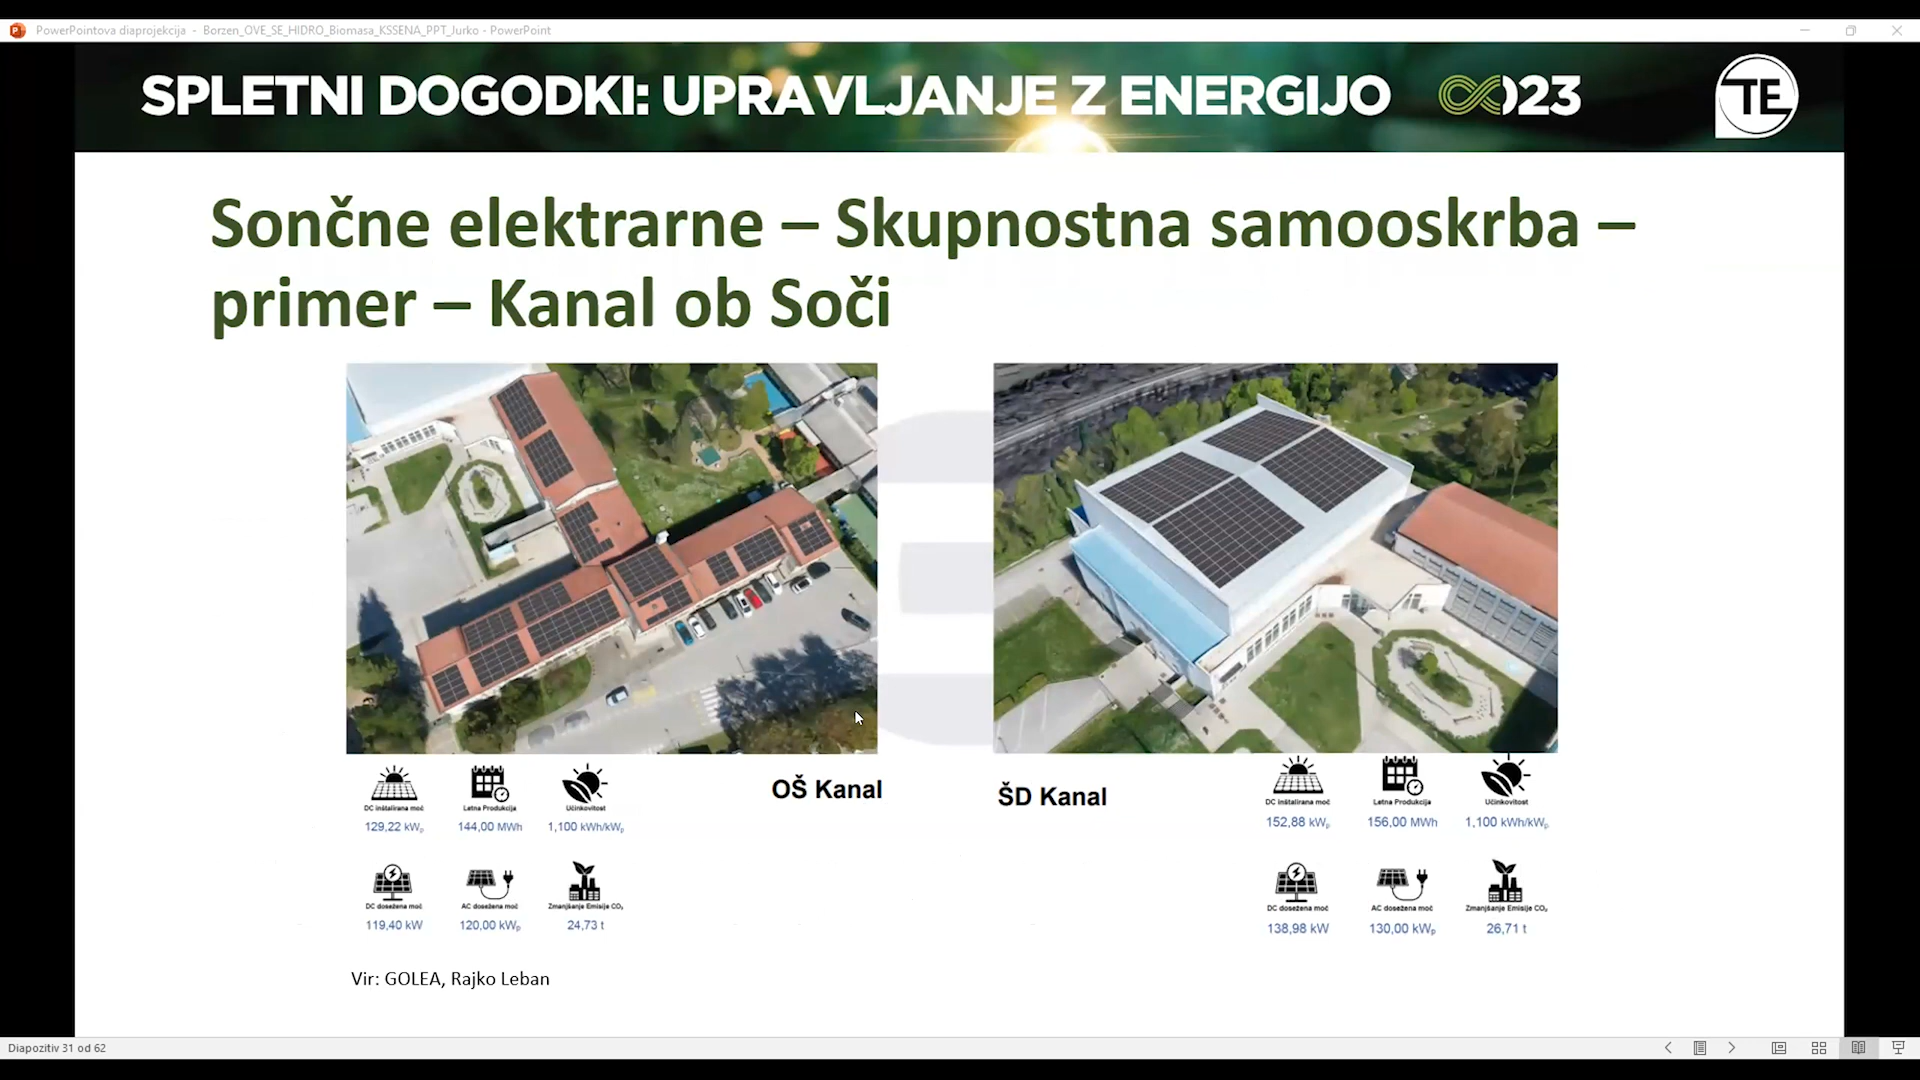 PowerPointova diaprojekcija - Borzen_OVE_SE_HIDRO_Biomasa_KSSENA_PPT_Jurko - PowerPoint
SPLETNI DOGODKI: UPRAVLJANJE Z ENERGIJO 2023
TE
Sončne elektrarne – Skupnostna samooskrba –
primer – Kanal ob Soči
OŠ Kanal
DC inštalirana moč
Letna Produkcija
Učinkovitost
129,22 kWp
144,00 MWh
1,100 kWh/kWp
DC dosežena moč
AC dosežena moč
Zmanjšanje Emisije CO₂
119,40 kW
120,00 kWp
24,73 t
ŠD Kanal
DC inštalirana moč
Letna Produkcija
Učinkovitost
152,88 kWp
156,00 MWh
1,100 kWh/kWp
DC dosežena moč
AC dosežena moč
Zmanjšanje Emisije CO₂
138,98 kW
130,00 kWp
26,71 t
Vir: GOLEA, Rajko Leban
Diapozitiv 31 od 62